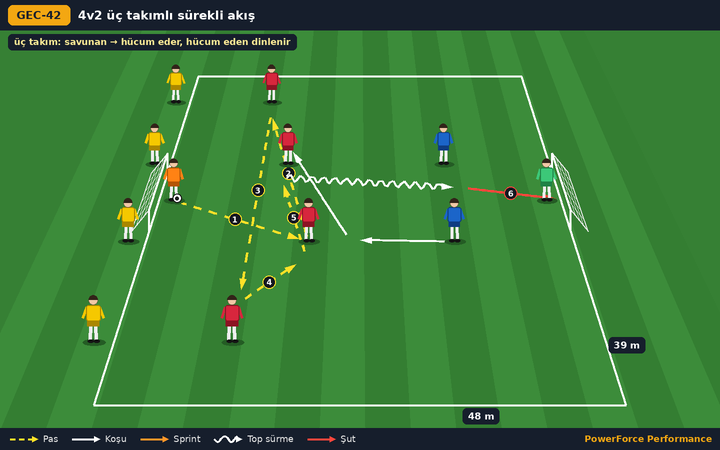 GEC-42 4v2 üç takımlı sürekli akış
üç takım: savunan → hücum eder, hücum eden dinlenir
2
3
6
1
5
4
39 m
48 m
Pas Koşu Sprint Top sürme Şut PowerForce Performance